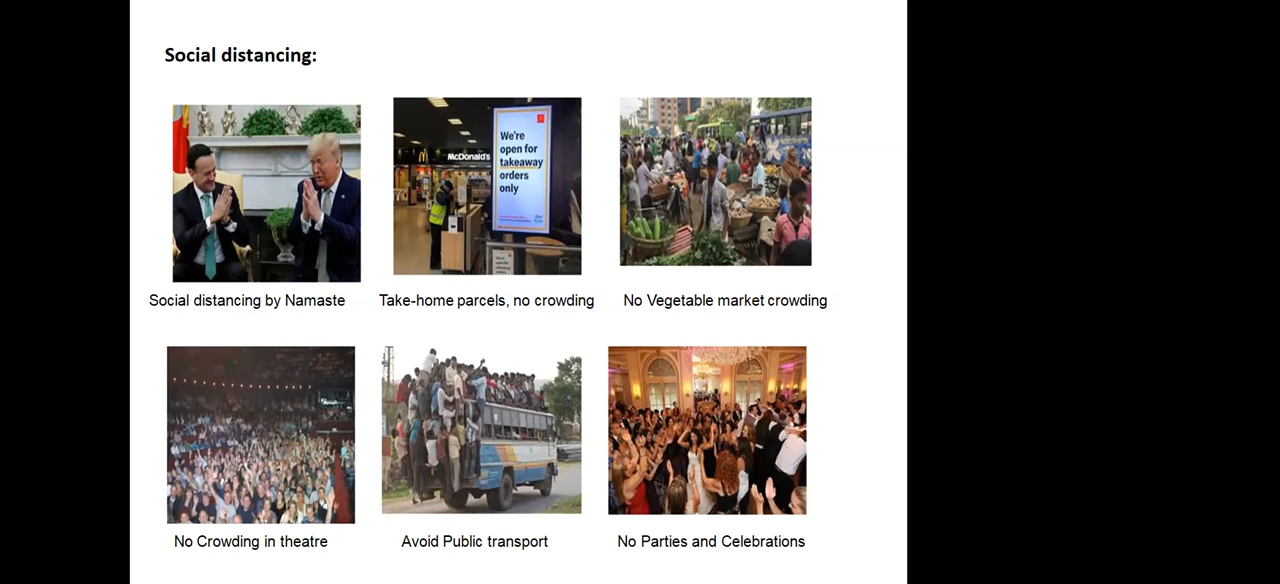 Social distancing:
McDonald's
We're
open for
takeaway
orders
only
Social distancing by Namaste
Take-home parcels, no crowding
No Vegetable market crowding
No Crowding in theatre
Avoid Public transport
No Parties and Celebrations